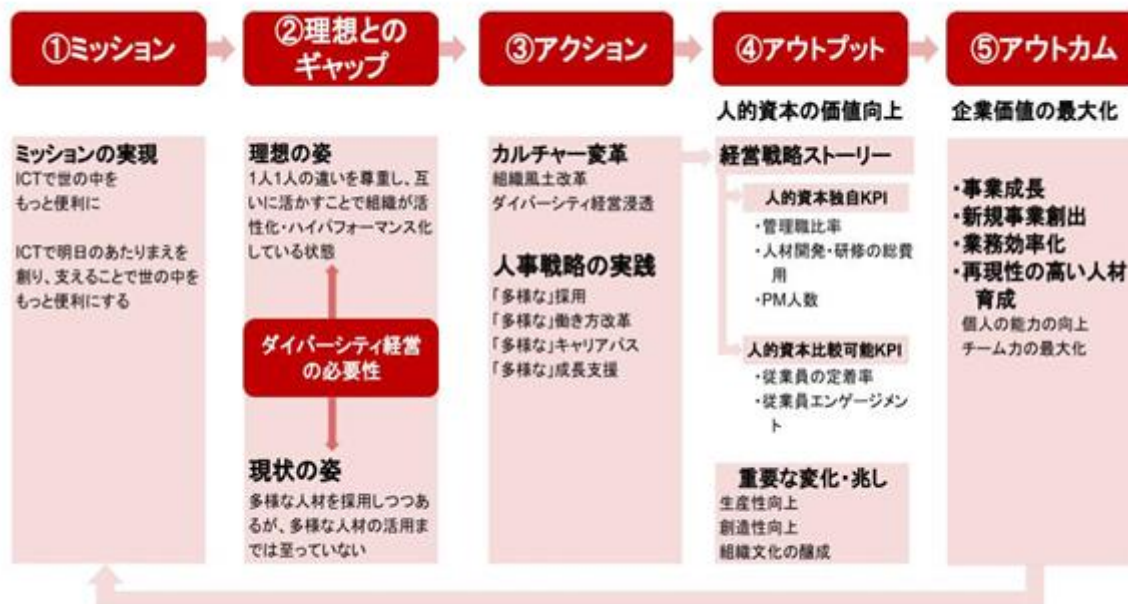 ①ミッション
②理想との
ギャップ
③アクション
④アウトプット
⑤アウトカム
ミッションの実現
ICTで世の中を
もっと便利に
ICTで明日のあたりまえを
創り、支えることで世の中を
もっと便利にする
理想の姿
1人1人の違いを尊重し、互
いに活かすことで組織が活
性化・ハイパフォーマンス化
している状態
ダイバーシティ経営
の必要性
現状の姿
多様な人材を採用しつつ
あるが、多様な人材の活用ま
では至っていない
カルチャー変革
組織風土改革
ダイバーシティ経営浸透
人事戦略の実践
「多様な」採用
「多様な」働き方改革
「多様な」キャリアパス
「多様な」成長支援
人的資本の価値向上
経営戦略ストーリー
人的資本独自KPI
・管理職比率
・人材開発・研修の総費
用
・PM人数
人的資本比較可能KPI
・従業員の定着率
・従業員エンゲージメン
ト
重要な変化・兆し
生産性向上
創造性向上
組織文化の醸成
企業価値の最大化
・事業成長
・新規事業創出
・業務効率化
・再現性の高い人材
育成
個人の能力の向上
チーム力の最大化